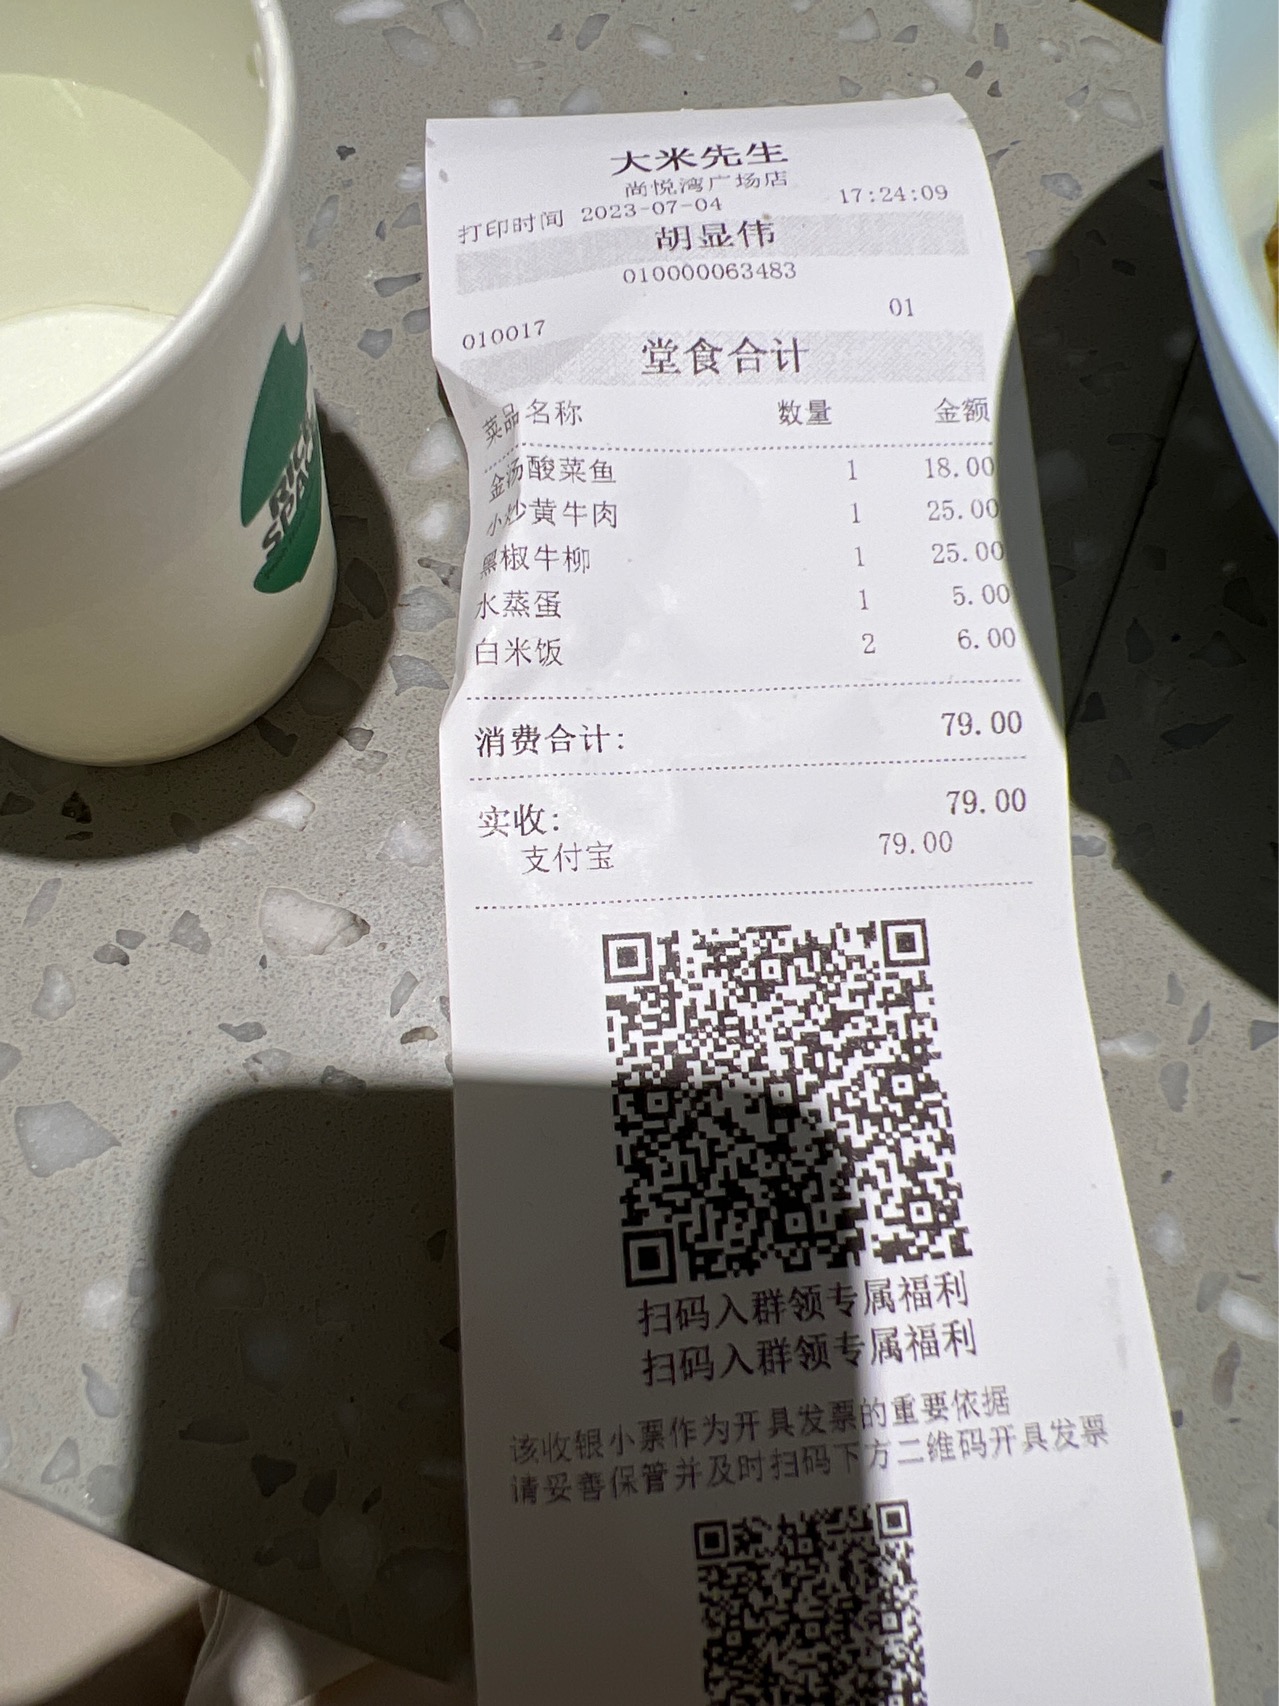 大米先生
尚悦湾广场店
打印时间 2023-07-04 17:24:09
胡显伟
010000063483
010017 01
堂食合计
菜品名称 数量 金额
金汤酸菜鱼 1 18.00
小炒黄牛肉 1 25.00
黑椒牛柳 1 25.00
水蒸蛋 1 5.00
白米饭 2 6.00
消费合计: 79.00
实收: 79.00
支付宝 79.00
扫码入群领专属福利
扫码入群领专属福利
该收银小票作为开具发票的重要依据
请妥善保管并及时扫码下方二维码开具发票